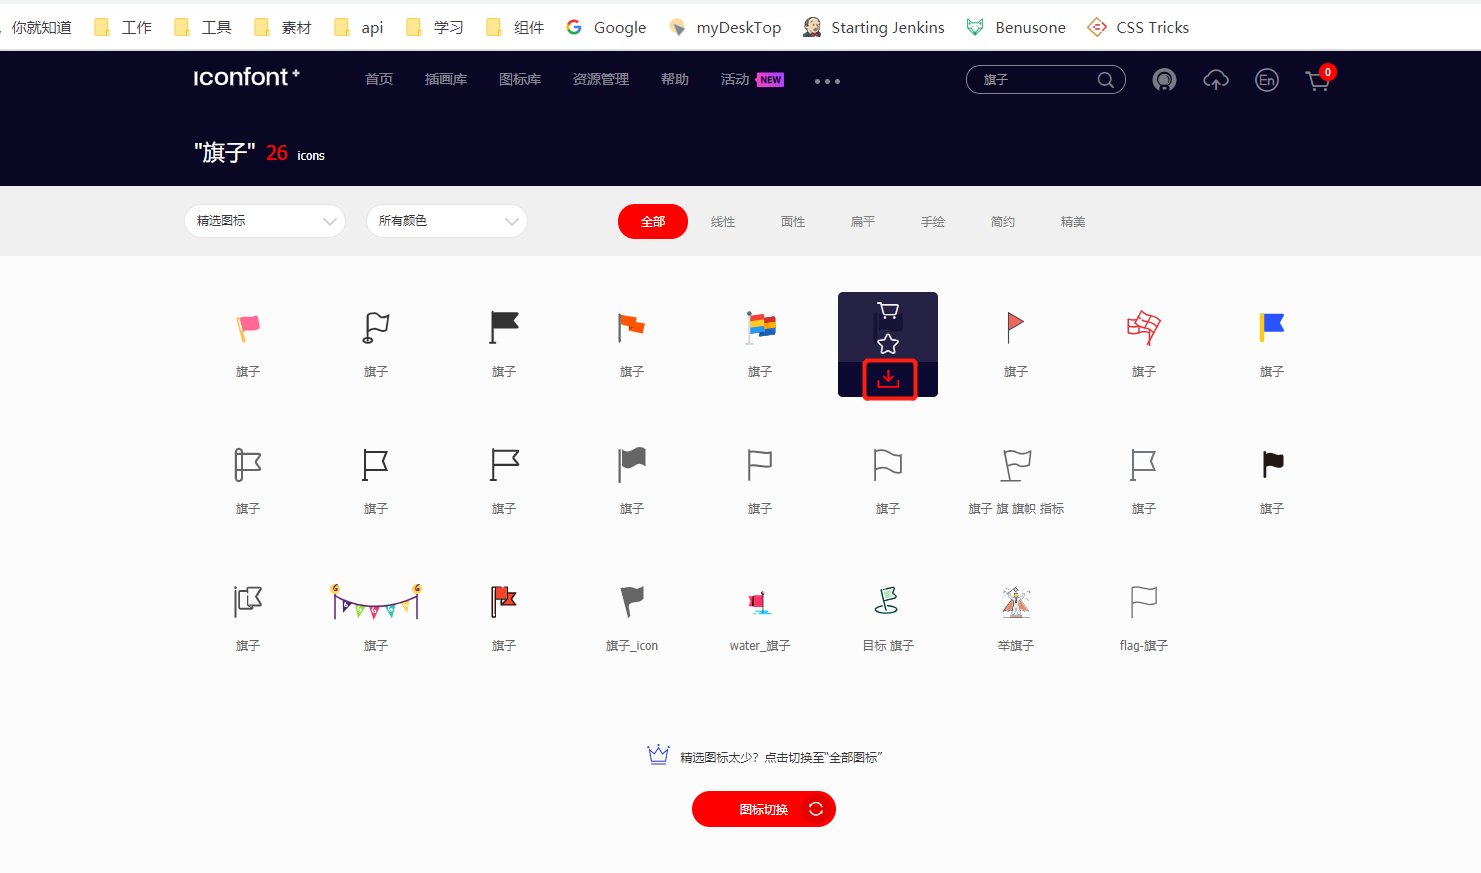 你就知道 工作 工具 素材 api 学习 组件 Google myDeskTop Starting Jenkins Benusone CSS Tricks
iconfont+ 首页 插画库 图标库 资源管理 帮助 活动 NEW 旗子 En 0
"旗子" 26 icons
精选图标 所有颜色 全部 线性 面性 扁平 手绘 简约 精美
旗子 旗子 旗子 旗子 旗子 旗子 旗子 旗子
旗子 旗子 旗子 旗子 旗子 旗子 旗子 旗 旗帜 指标 旗子 旗子
旗子 旗子 旗子 旗子_icon water_旗子 目标 旗子 举旗子 flag-旗子
精选图标太少？点击切换至“全部图标”
图标切换